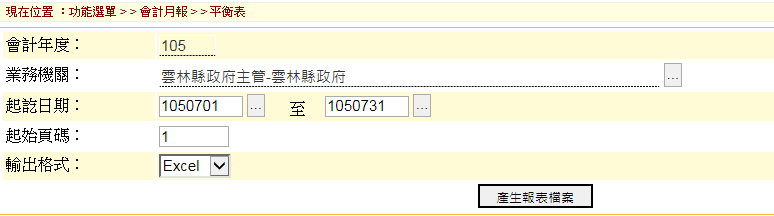 現在位置 ：功能選單 >> 會計月報 >> 平衡表
會計年度： 105
業務機關： 雲林縣政府主管-雲林縣政府 ...
起訖日期： 1050701 ... 至 1050731 ...
起始頁碼： 1
輸出格式： Excel
產生報表檔案